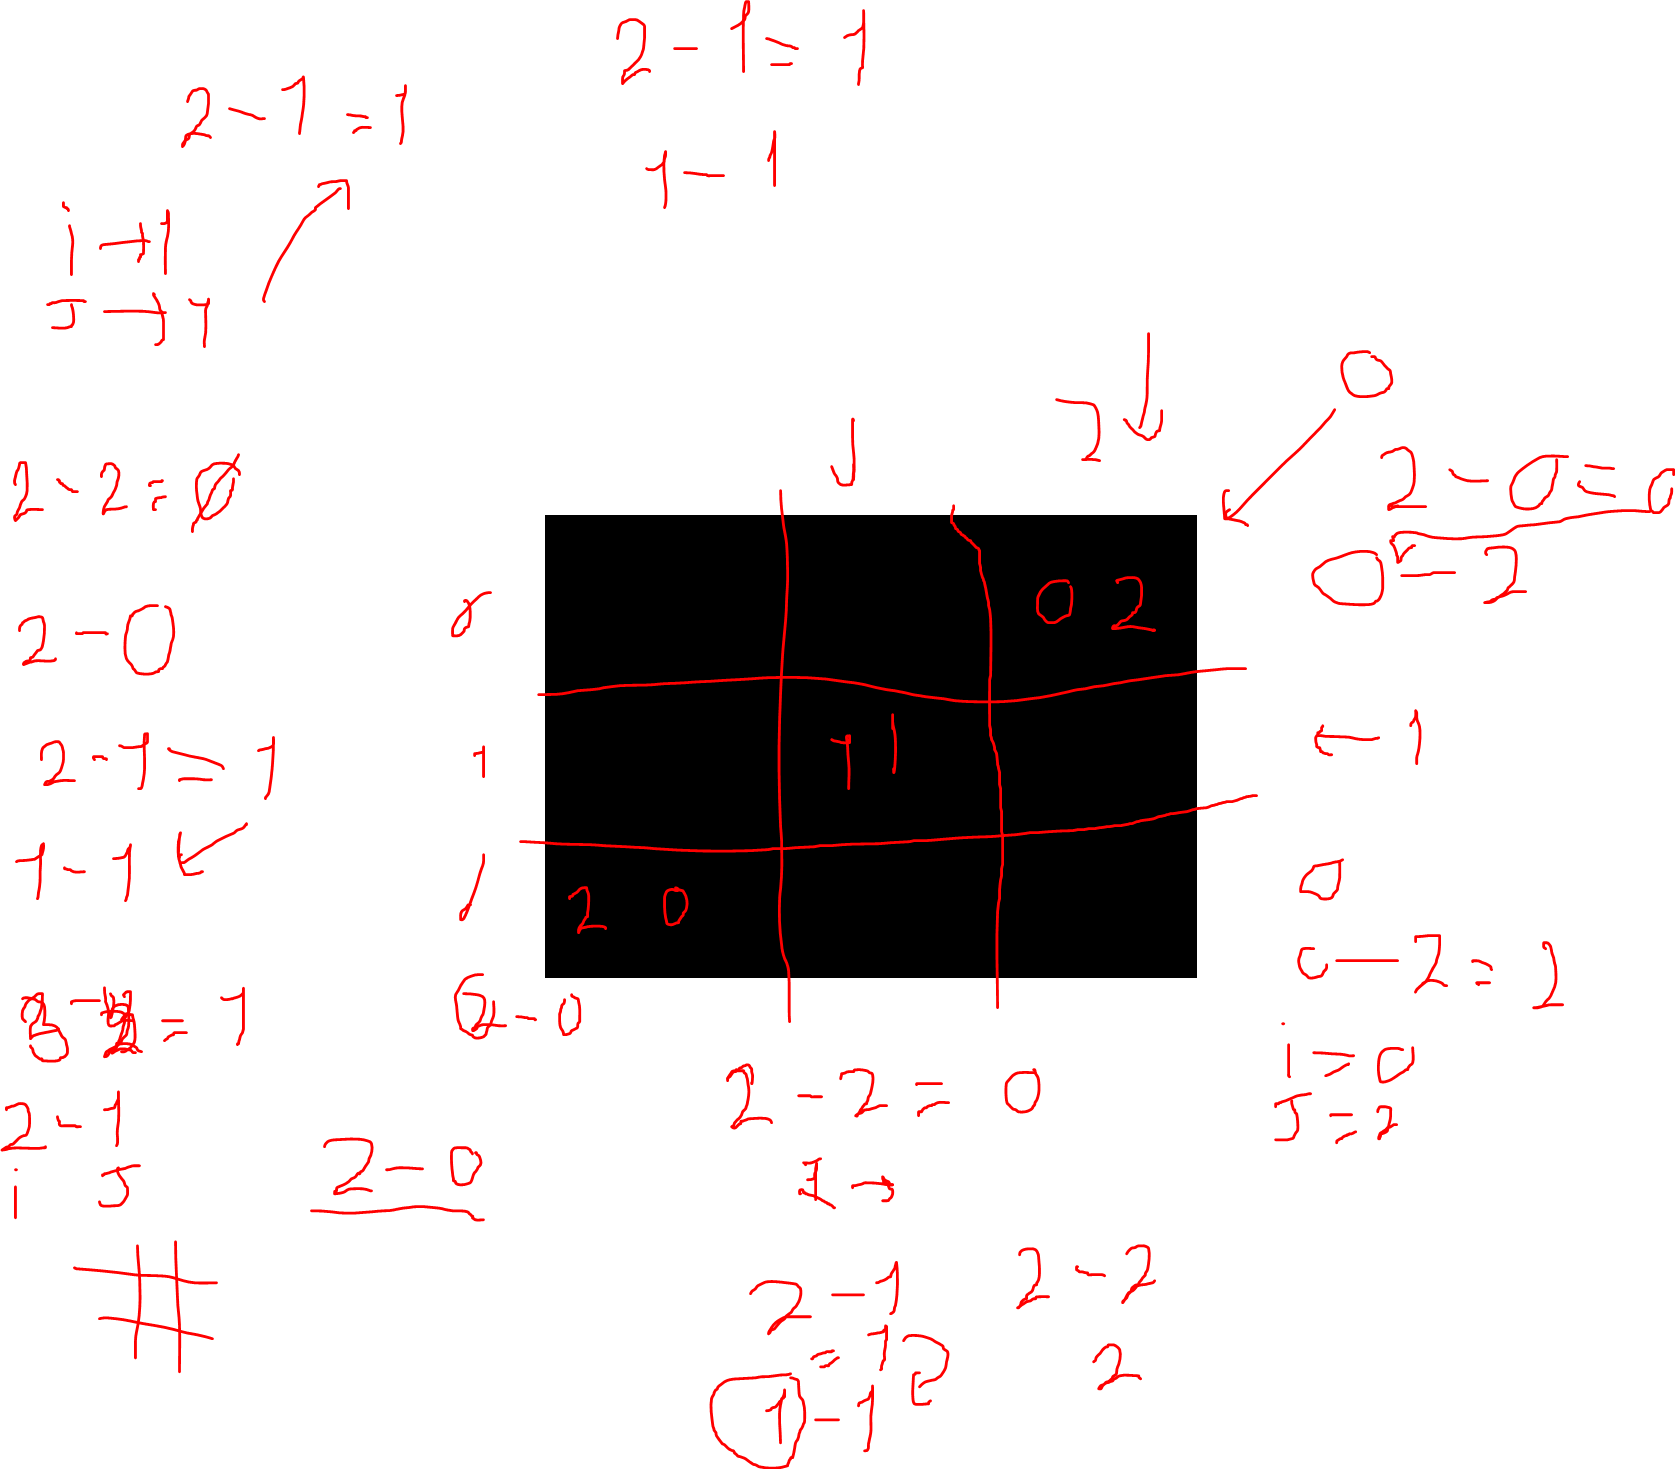 2 - 1 = 1
2 - 1 = 1
1 - 1
i → 1
J → 1
0
2
2 - 2 = 0
2 - 0 = 0
0 - 2
0 2
2 - 0
0
2 - 1 = 1
1
1 1
← 1
1 - 1
0
2 0
0 - 2 = 2
= 1
2 - 0
i = 0
2 - 2 = 0
J = 2
2 - 1
i J
2 - 0
I →
2 - 1
2 - 2
= 1
2
1 - 1